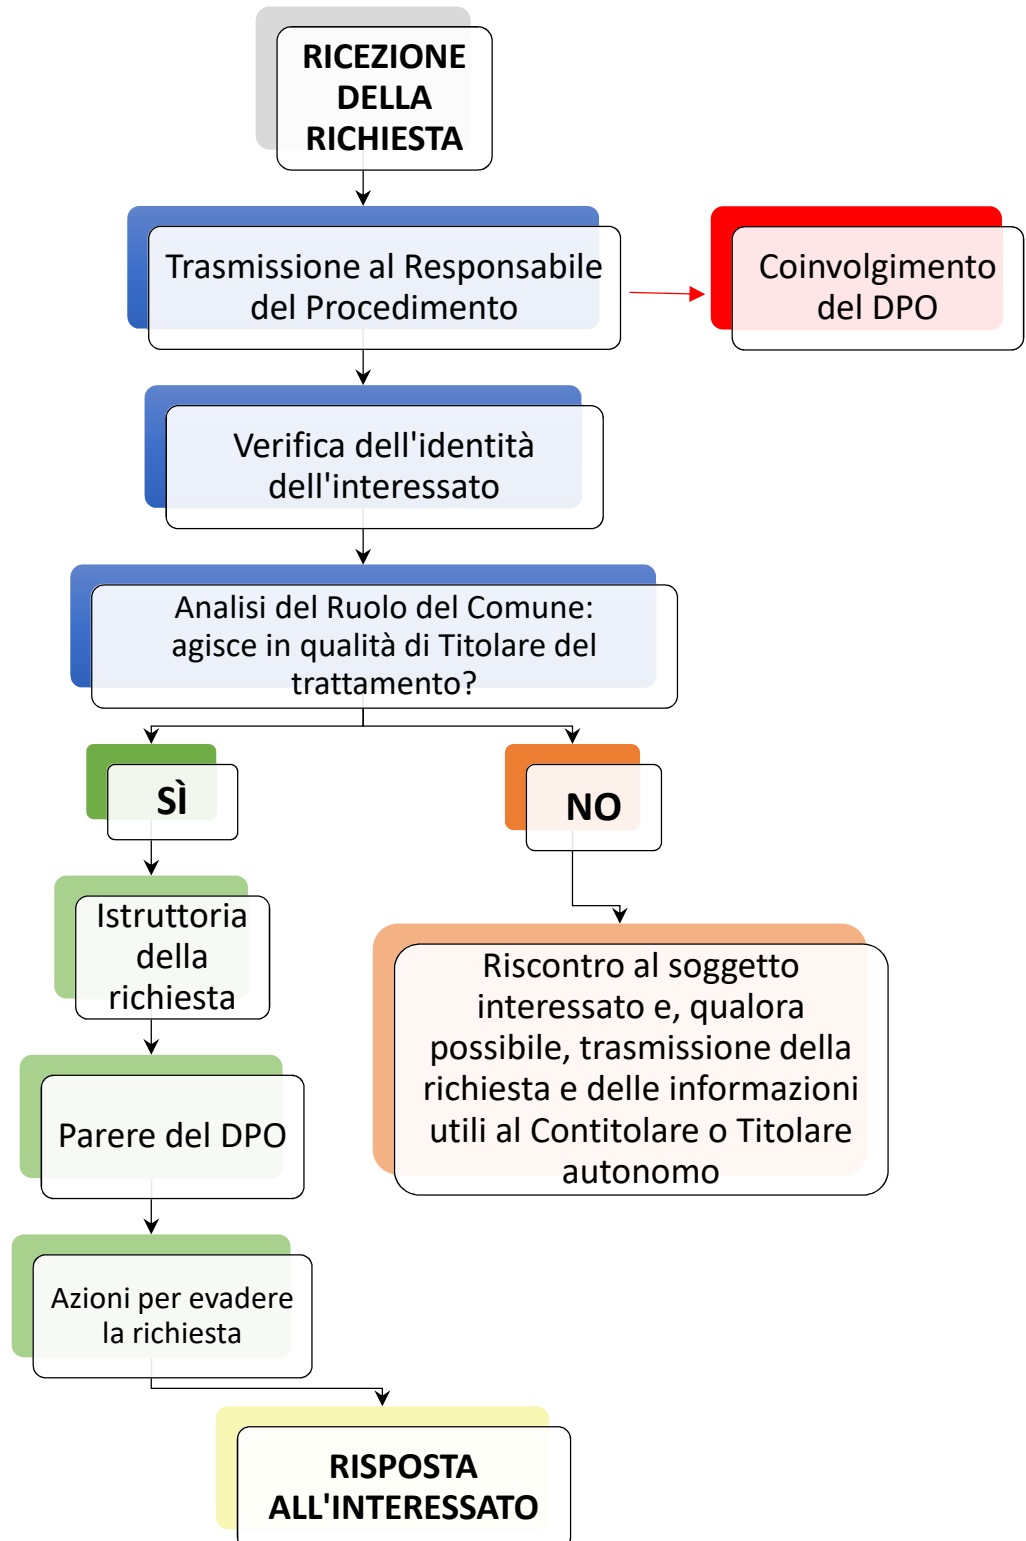 RICEZIONE
DELLA
RICHIESTA
Trasmissione al Responsabile
del Procedimento
Coinvolgimento
del DPO
Verifica dell'identità
dell'interessato
Analisi del Ruolo del Comune:
agisce in qualità di Titolare del
trattamento?
SÌ
NO
Istruttoria
della
richiesta
Riscontro al soggetto
interessato e, qualora
possibile, trasmissione della
richiesta e delle informazioni
utili al Contitolare o Titolare
autonomo
Parere del DPO
Azioni per evadere
la richiesta
RISPOSTA
ALL'INTERESSATO